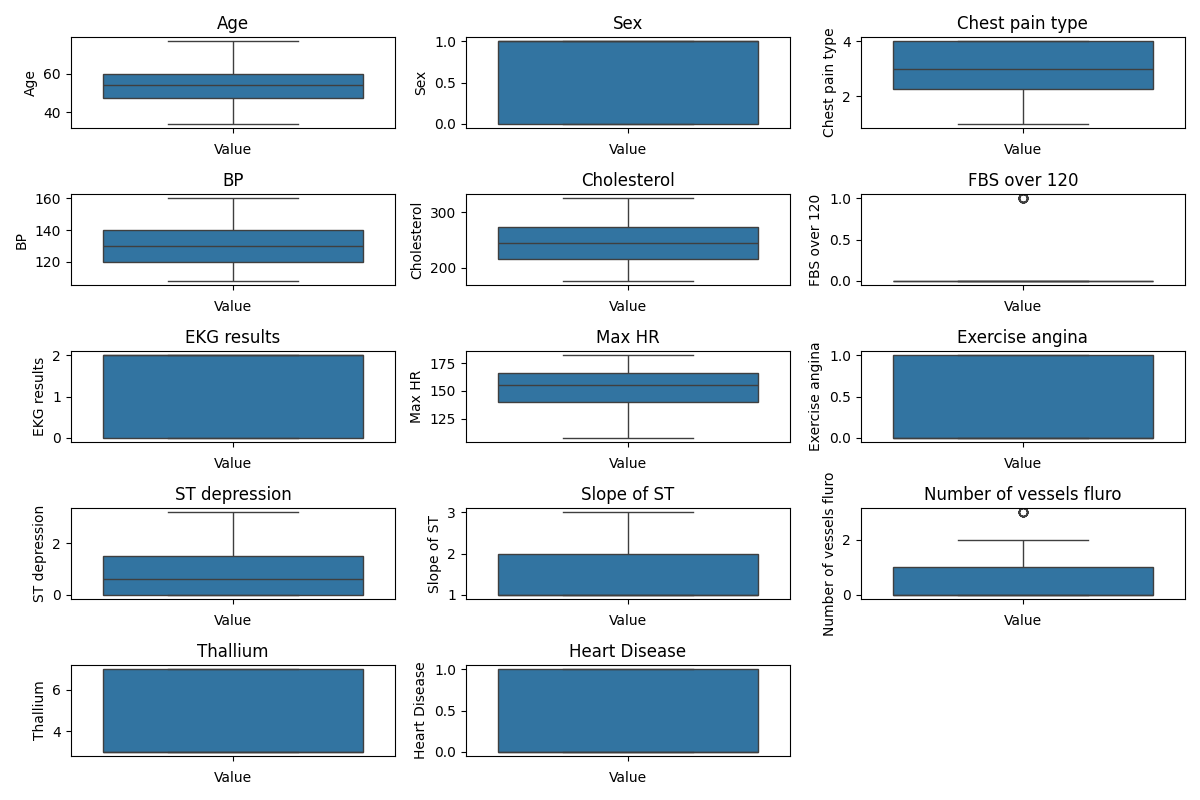 Age
Age
60
40
Value
Sex
Sex
1.0
0.5
0.0
Value
Chest pain type
Chest pain type
4
2
Value
BP
BP
160
140
120
Value
Cholesterol
Cholesterol
300
200
Value
FBS over 120
FBS over 120
1.0
0.5
0.0
Value
EKG results
EKG results
2
1
0
Value
Max HR
Max HR
175
150
125
Value
Exercise angina
Exercise angina
1.0
0.5
0.0
Value
ST depression
ST depression
2
0
Value
Slope of ST
Slope of ST
3
2
1
Value
Number of vessels fluro
Number of vessels fluro
2
0
Value
Thallium
Thallium
6
4
Value
Heart Disease
Heart Disease
1.0
0.5
0.0
Value